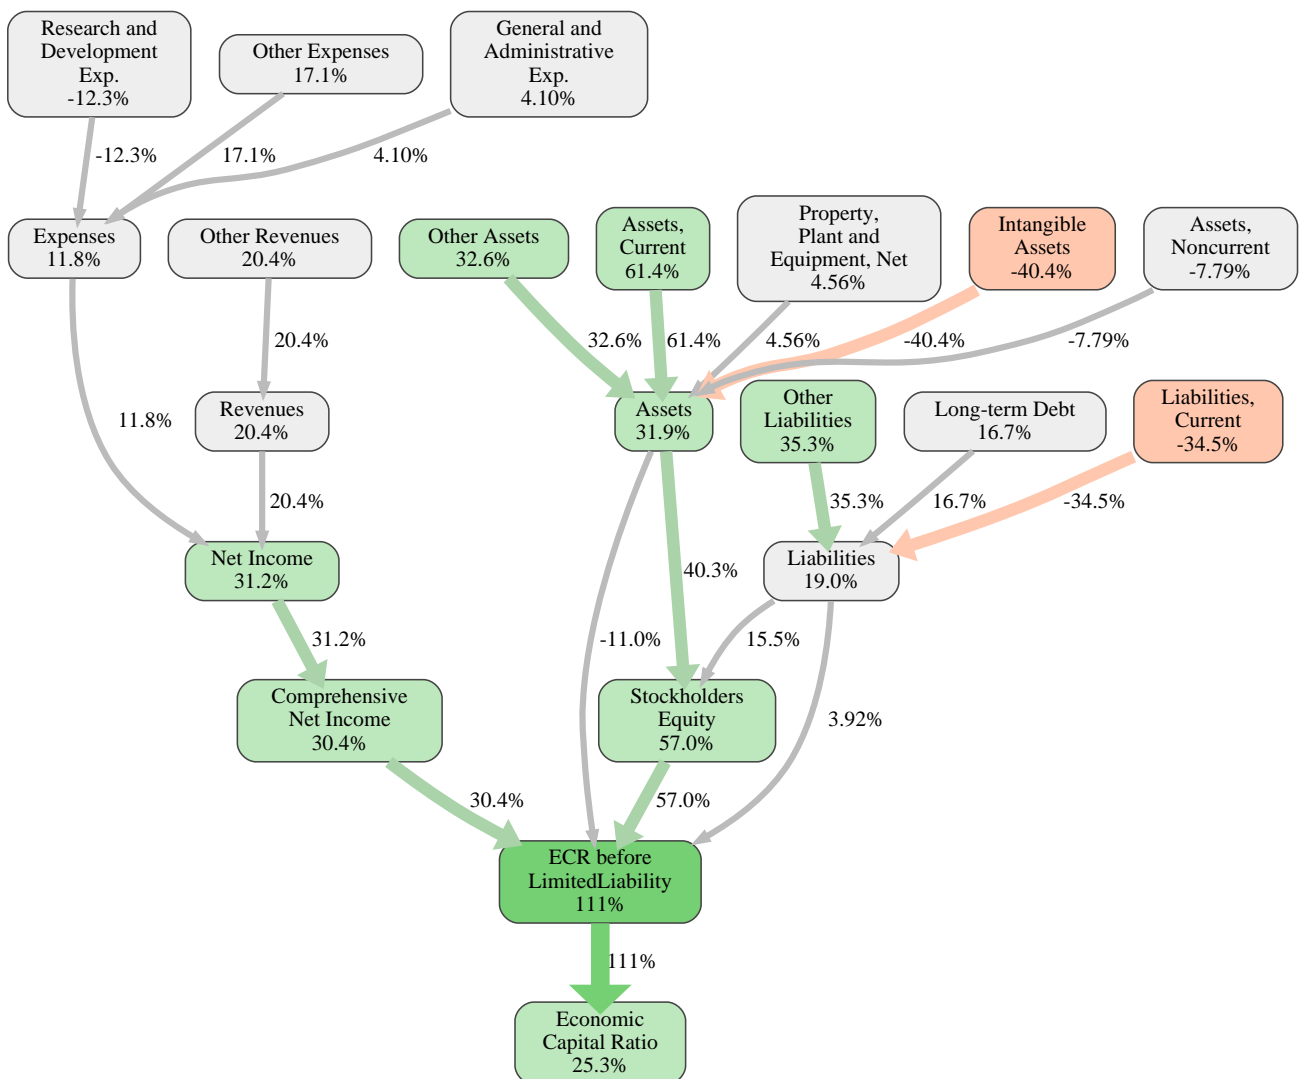 Research and
Development
Exp.
-12.3%
Other Expenses
17.1%
General and
Administrative
Exp.
4.10%
-12.3%
17.1%
4.10%
Expenses
11.8%
Other Revenues
20.4%
Other Assets
32.6%
Assets,
Current
61.4%
Property,
Plant and
Equipment, Net
4.56%
Intangible
Assets
-40.4%
Assets,
Noncurrent
-7.79%
20.4%
32.6%
61.4%
4.56%
-40.4%
-7.79%
11.8%
Revenues
20.4%
Assets
31.9%
Other
Liabilities
35.3%
Long-term Debt
16.7%
Liabilities,
Current
-34.5%
20.4%
35.3%
16.7%
-34.5%
Net Income
31.2%
40.3%
Liabilities
19.0%
31.2%
-11.0%
15.5%
Comprehensive
Net Income
30.4%
Stockholders
Equity
57.0%
3.92%
30.4%
57.0%
ECR before
LimitedLiability
111%
111%
Economic
Capital Ratio
25.3%